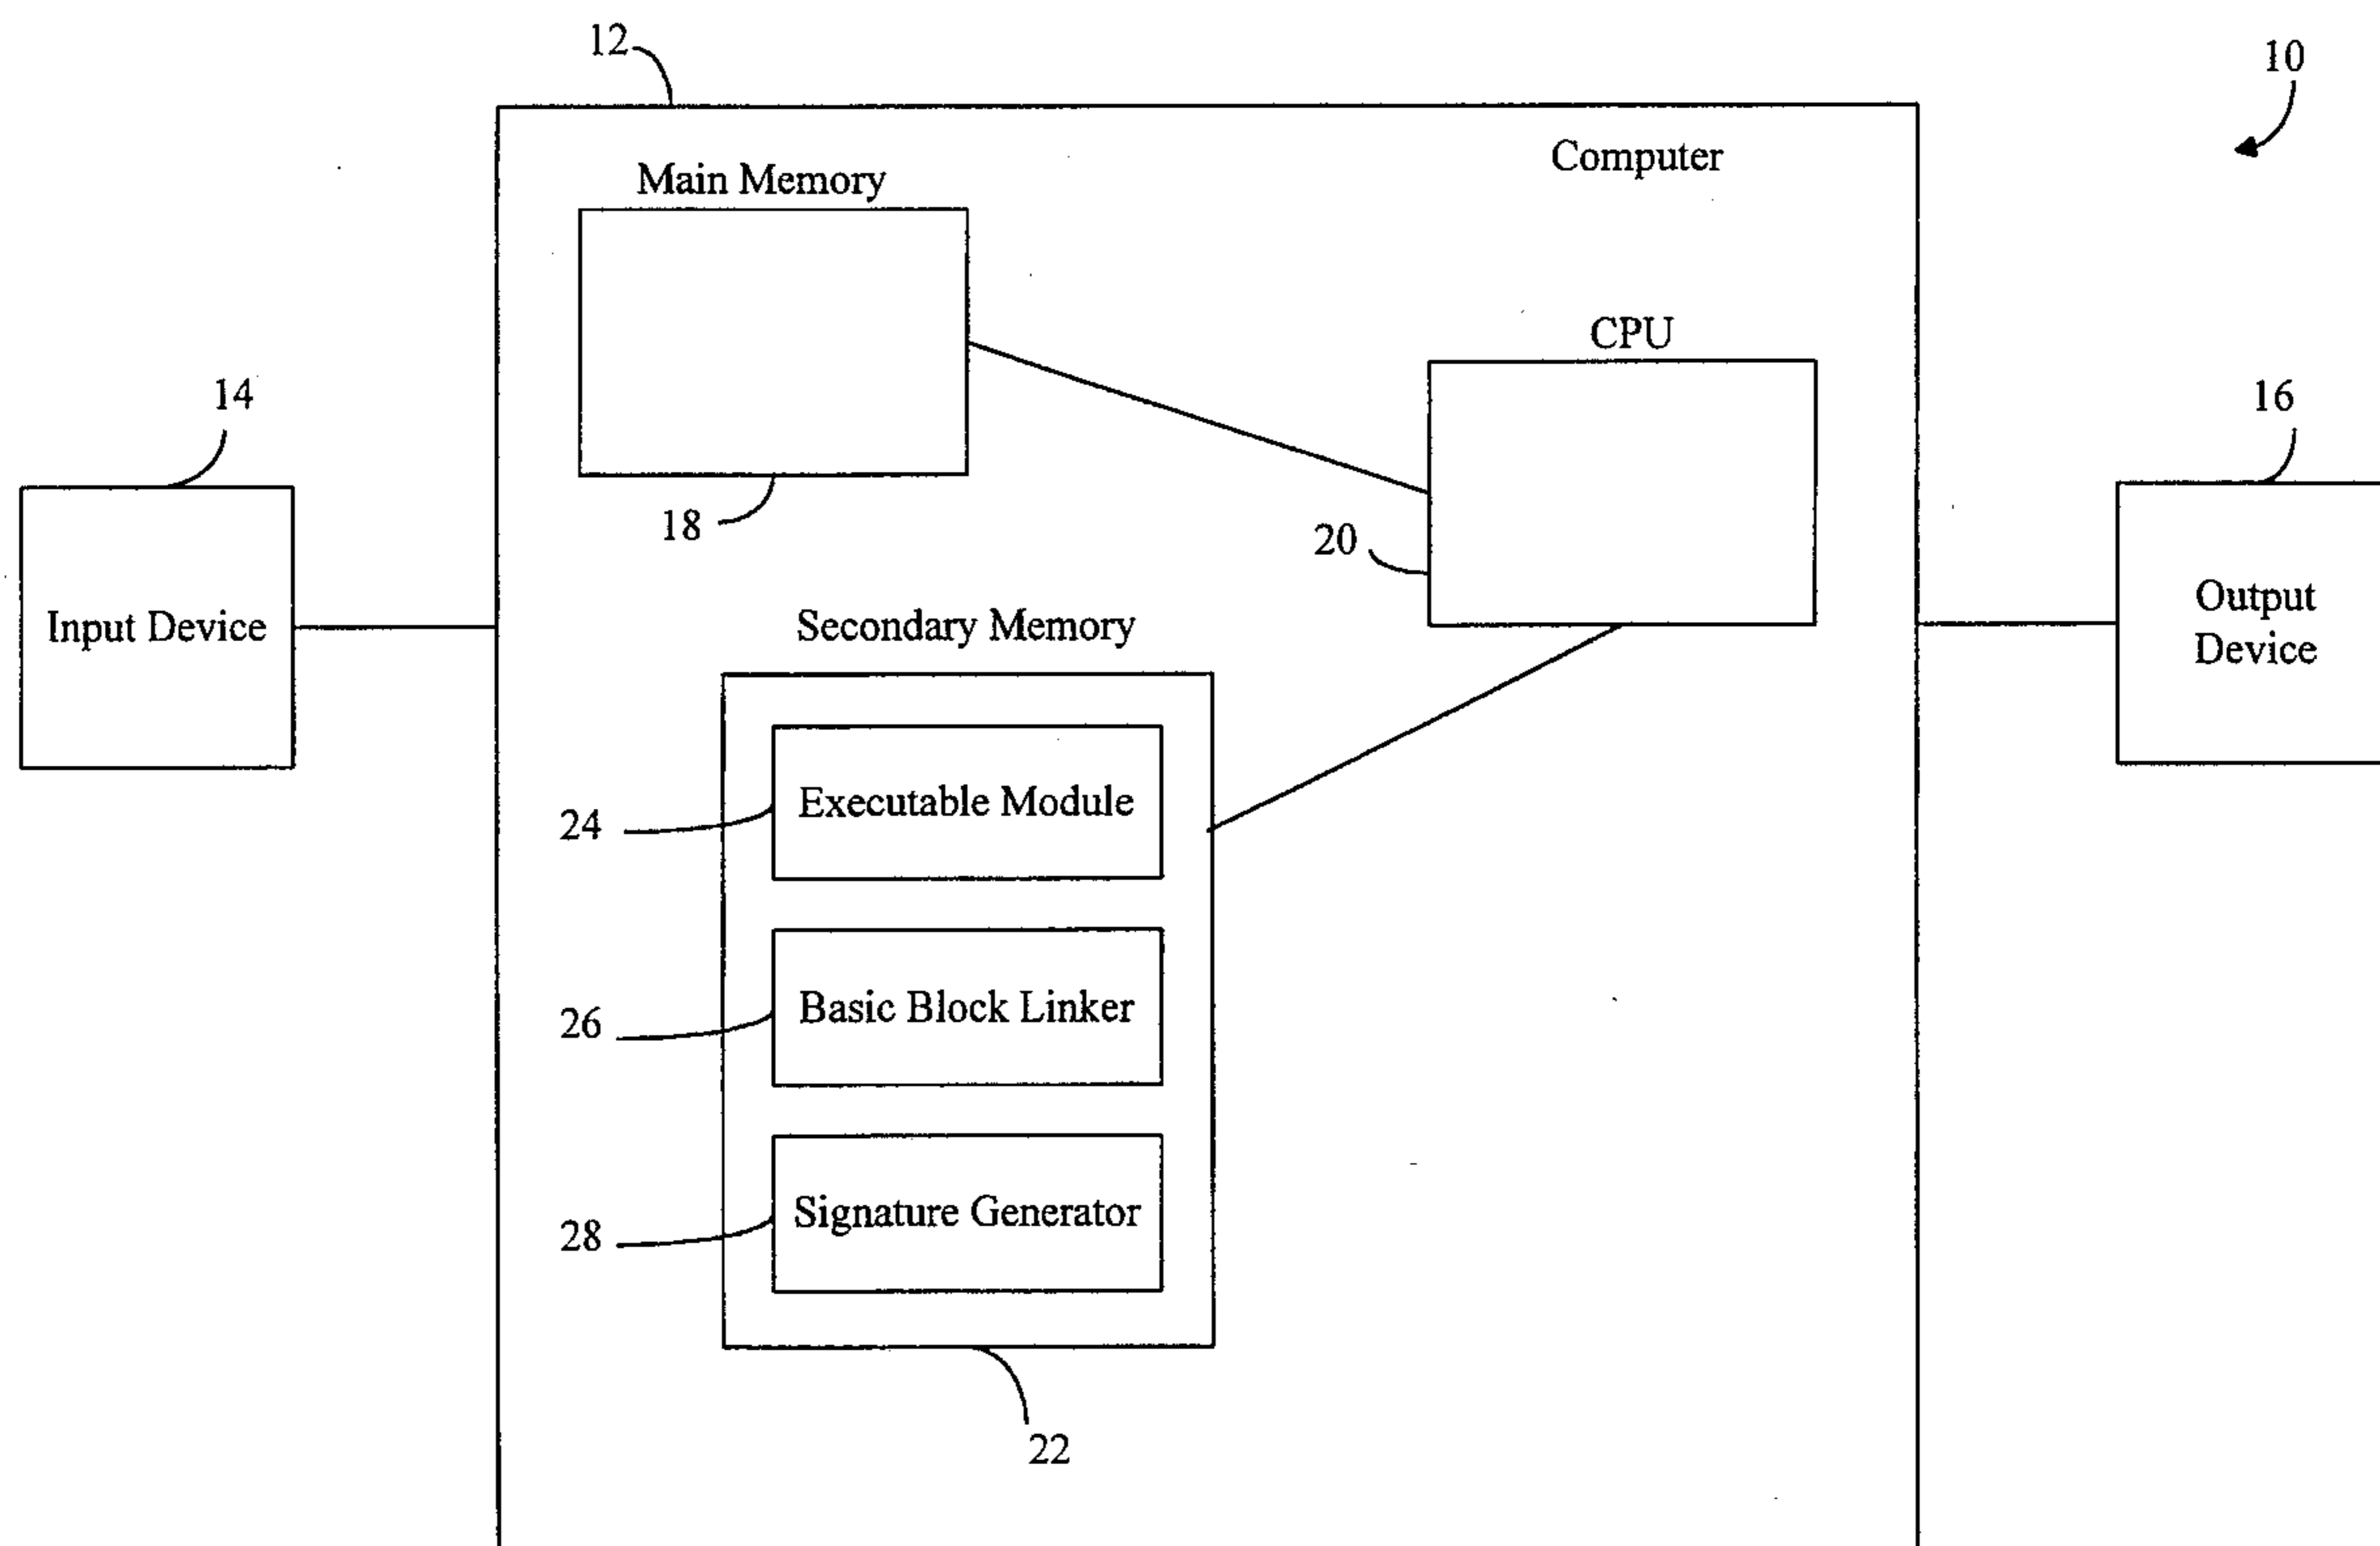 12
10
Computer
Main Memory
CPU
14
16
18
20
Input Device
Output
Device
Secondary Memory
Executable Module
24
Basic Block Linker
26
Signature Generator
28
22